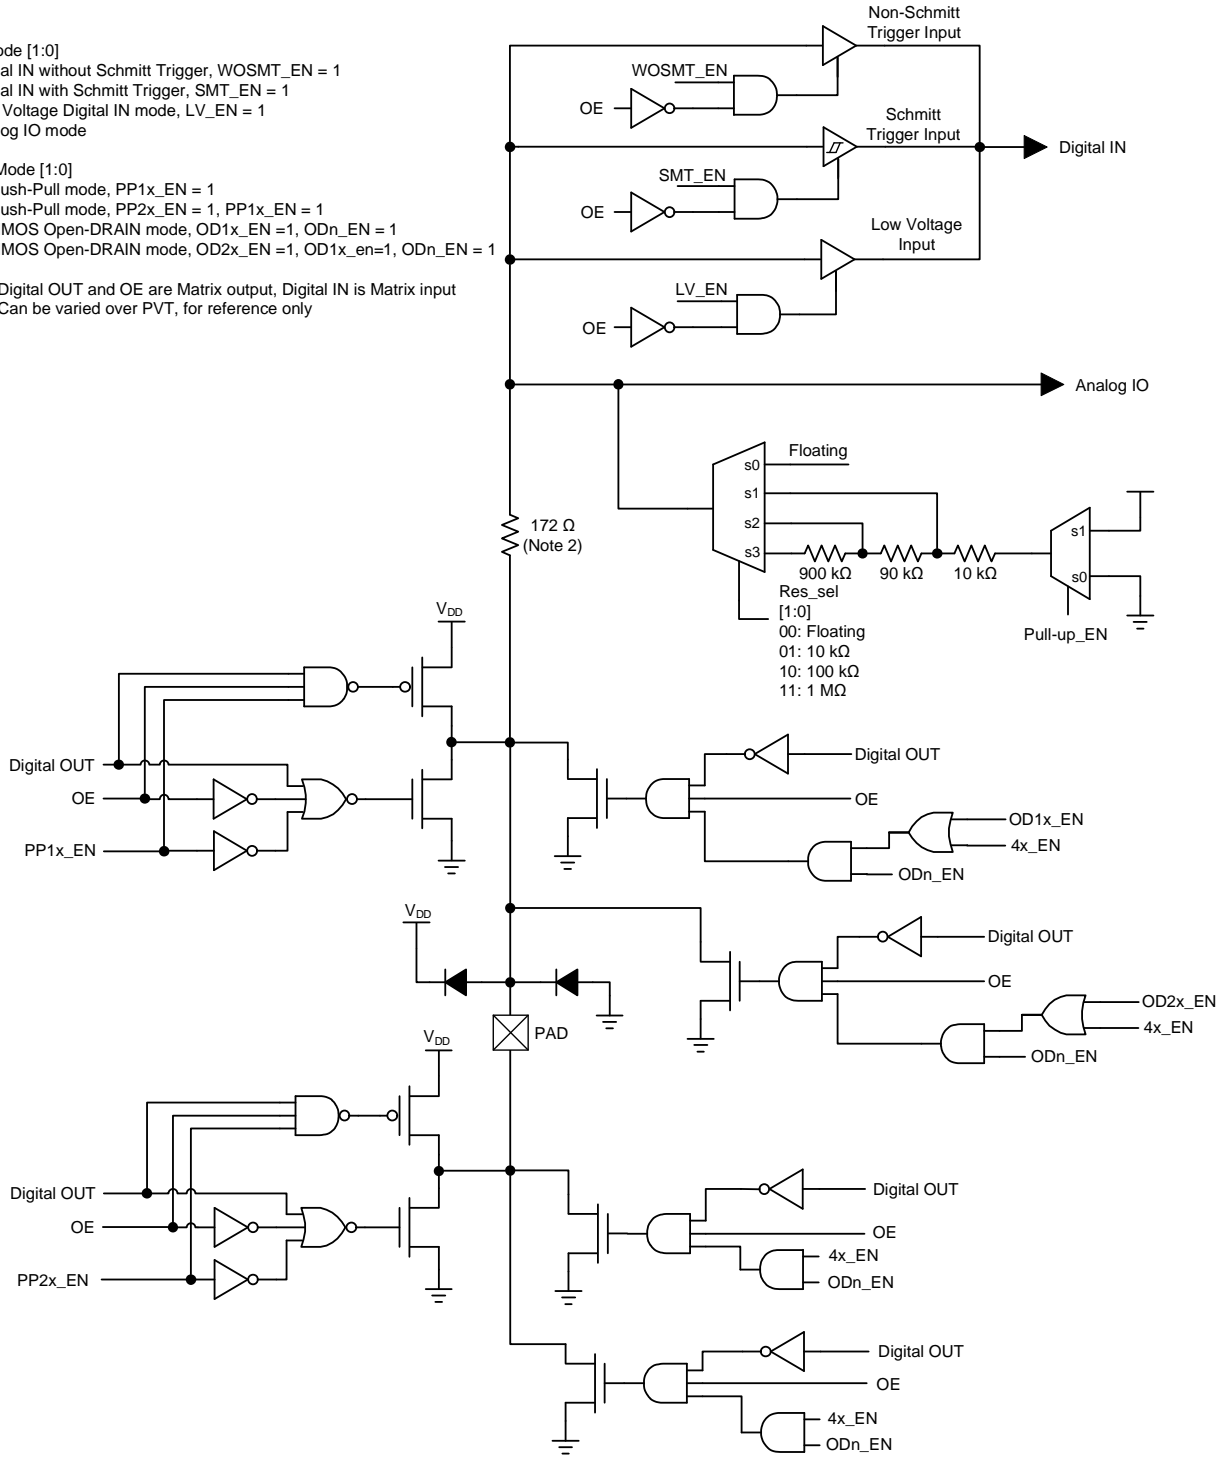 ode [1:0]
al IN without Schmitt Trigger, WOSMT_EN = 1
al IN with Schmitt Trigger, SMT_EN = 1
Voltage Digital IN mode, LV_EN = 1
og IO mode
Mode [1:0]
ush-Pull mode, PP1x_EN = 1
ush-Pull mode, PP2x_EN = 1, PP1x_EN = 1
MOS Open-DRAIN mode, OD1x_EN =1, ODn_EN = 1
MOS Open-DRAIN mode, OD2x_EN =1, OD1x_en=1, ODn_EN = 1
Digital OUT and OE are Matrix output, Digital IN is Matrix input
Can be varied over PVT, for reference only
Non-Schmitt
Trigger Input
WOSMT_EN
OE
Schmitt
Trigger Input
Digital IN
SMT_EN
OE
Low Voltage
Input
LV_EN
OE
Analog IO
Floating
s0
s1
s2
s3
172 Ω
(Note 2)
900 kΩ
90 kΩ
10 kΩ
s1
s0
Res_sel
[1:0]
00: Floating
01: 10 kΩ
10: 100 kΩ
11: 1 MΩ
Pull-up_EN
VDD
Digital OUT
OE
PP1x_EN
Digital OUT
OE
OD1x_EN
4x_EN
ODn_EN
VDD
Digital OUT
OE
OD2x_EN
4x_EN
ODn_EN
PAD
VDD
Digital OUT
OE
PP2x_EN
Digital OUT
OE
4x_EN
ODn_EN
Digital OUT
OE
4x_EN
ODn_EN